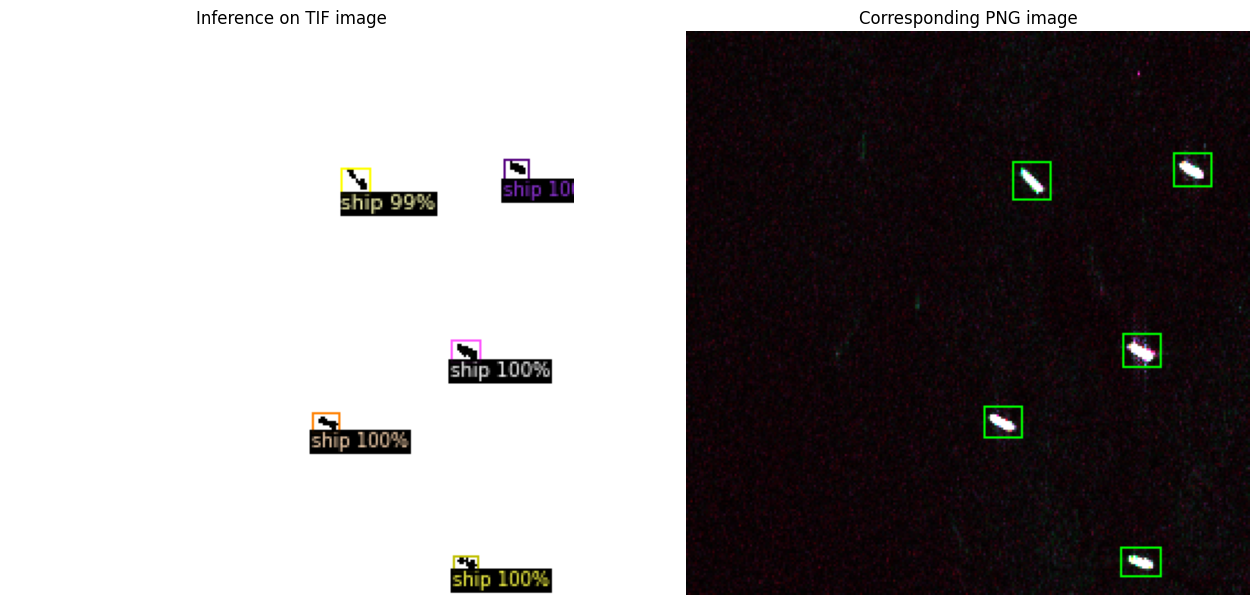 Inference on TIF image
Corresponding PNG image
ship 99%
ship 10
ship 100%
ship 100%
ship 100%